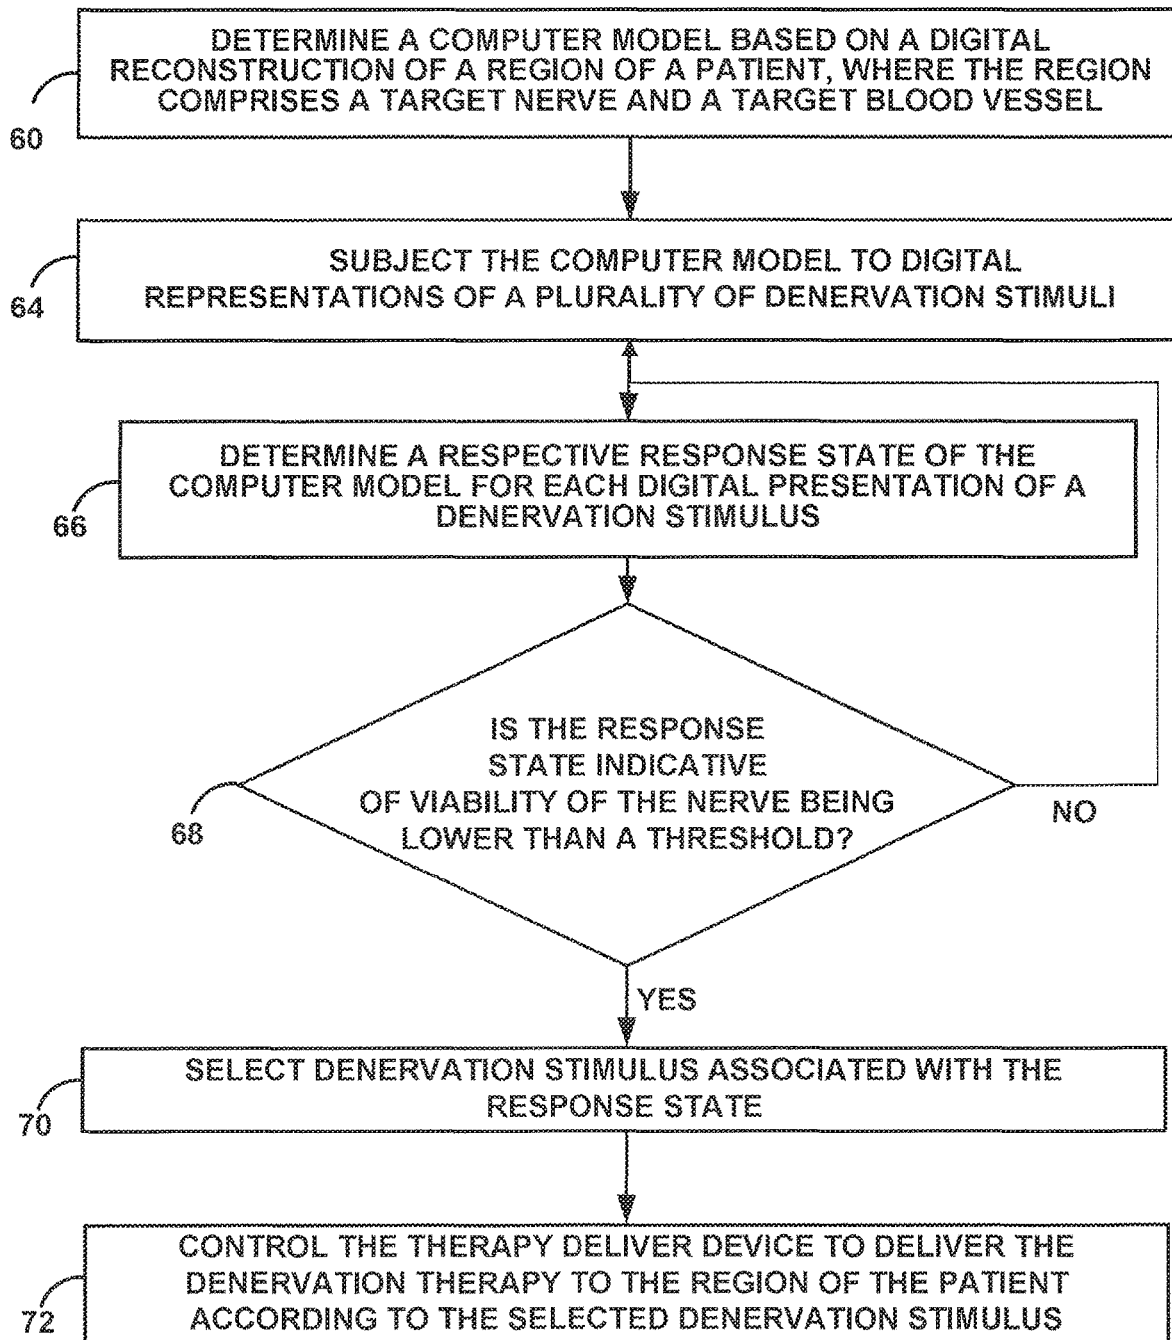 DETERMINE A COMPUTER MODEL BASED ON A DIGITAL
RECONSTRUCTION OF A REGION OF A PATIENT, WHERE THE REGION
COMPRISES A TARGET NERVE AND A TARGET BLOOD VESSEL
60
SUBJECT THE COMPUTER MODEL TO DIGITAL
REPRESENTATIONS OF A PLURALITY OF DENERVATION STIMULI
64
DETERMINE A RESPECTIVE RESPONSE STATE OF THE
COMPUTER MODEL FOR EACH DIGITAL PRESENTATION OF A
DENERVATION STIMULUS
66
IS THE RESPONSE
STATE INDICATIVE
OF VIABILITY OF THE NERVE BEING
LOWER THAN A THRESHOLD?
68
NO
YES
SELECT DENERVATION STIMULUS ASSOCIATED WITH THE
RESPONSE STATE
70
CONTROL THE THERAPY DELIVER DEVICE TO DELIVER THE
DENERVATION THERAPY TO THE REGION OF THE PATIENT
ACCORDING TO THE SELECTED DENERVATION STIMULUS
72